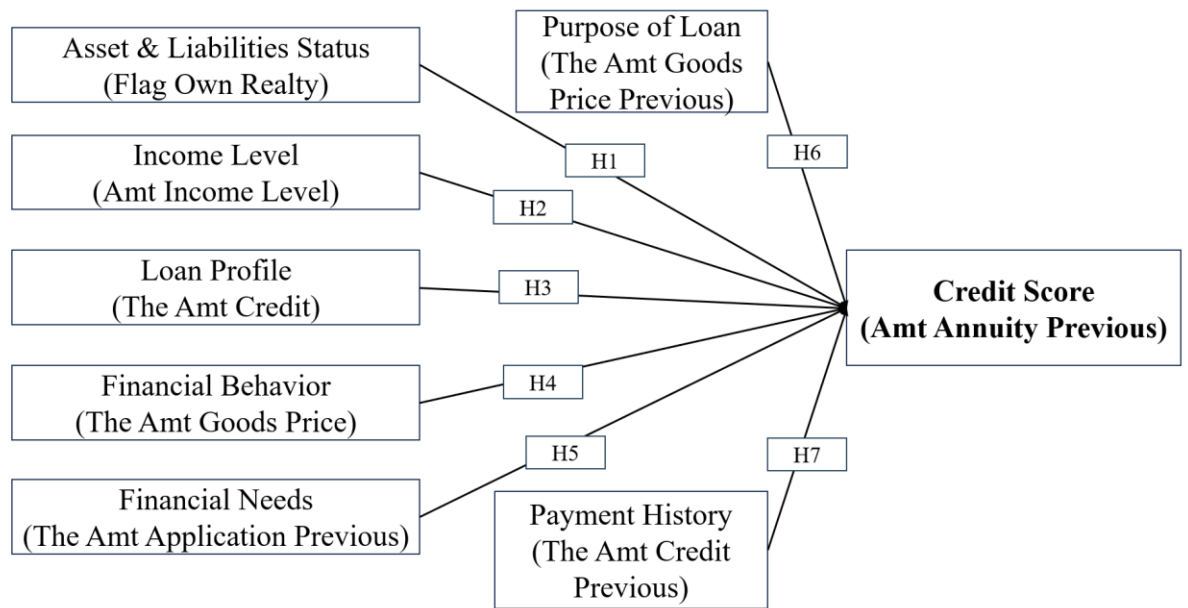 Asset & Liabilities Status
(Flag Own Realty)
Income Level
(Amt Income Level)
Loan Profile
(The Amt Credit)
Financial Behavior
(The Amt Goods Price)
Financial Needs
(The Amt Application Previous)
Purpose of Loan
(The Amt Goods
Price Previous)
Payment History
(The Amt Credit
Previous)
H1
H2
H3
H4
H5
H6
H7
Credit Score
(Amt Annuity Previous)